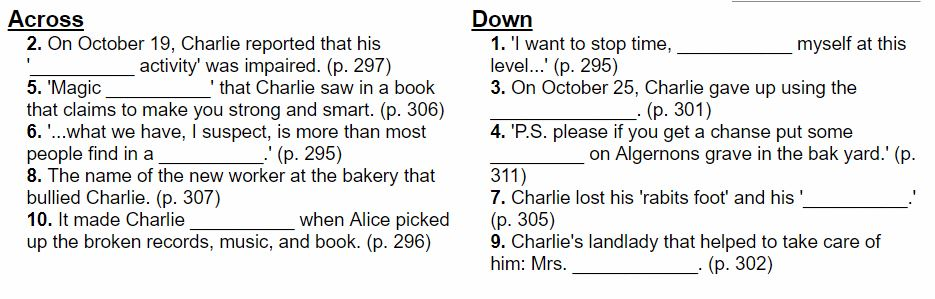 Across
2. On October 19, Charlie reported that his
'__________ activity' was impaired. (p. 297)
5. 'Magic __________' that Charlie saw in a book
that claims to make you strong and smart. (p. 306)
6. '...what we have, I suspect, is more than most
people find in a __________.' (p. 295)
8. The name of the new worker at the bakery that
bullied Charlie. (p. 307)
10. It made Charlie __________ when Alice picked
up the broken records, music, and book. (p. 296)
Down
1. 'I want to stop time, ___________ myself at this
level...' (p. 295)
3. On October 25, Charlie gave up using the
______________. (p. 301)
4. 'P.S. please if you get a chanse put some
_________ on Algernons grave in the bak yard.' (p.
311)
7. Charlie lost his 'rabits foot' and his '__________.'
(p. 305)
9. Charlie's landlady that helped to take care of
him: Mrs. ____________. (p. 302)